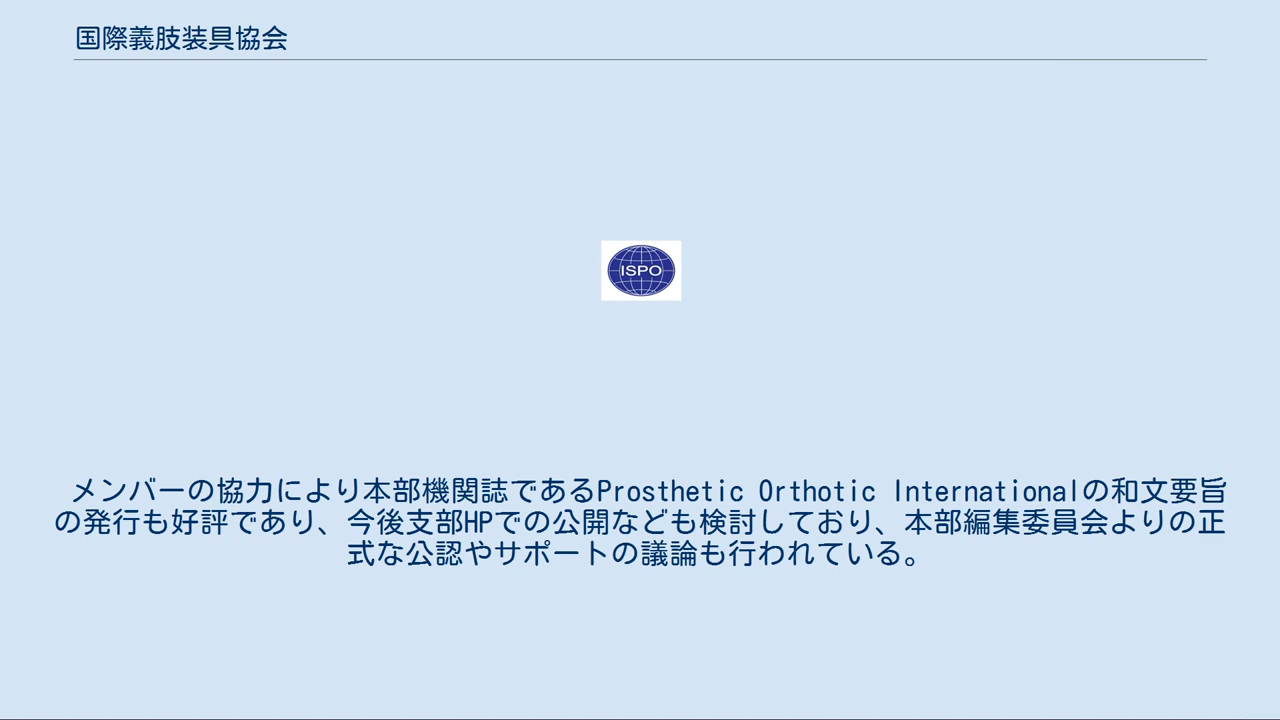 国際義肢装具協会
ISPO
メンバーの協力により本部機関誌であるProsthetic Orthotic Internationalの和文要旨
の発行も好評であり、今後支部HPでの公開なども検討しており、本部編集委員会よりの正
式な公認やサポートの議論も行われている。